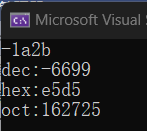 Microsoft Visual
-1a2b
dec:-6699
hex:e5d5
oct:162725